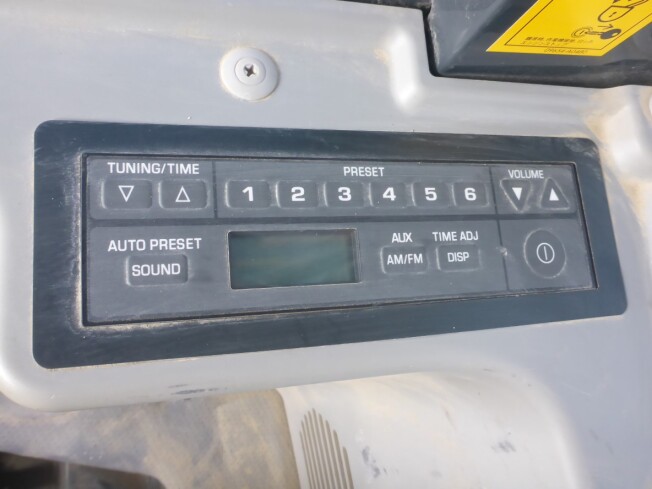 TUNING/TIME
PRESET
VOLUME
▽ △ 1 2 3 4 5 6 ▼ ▲
AUTO PRESET
AUX
TIME ADJ
SOUND
AM/FM
DISP